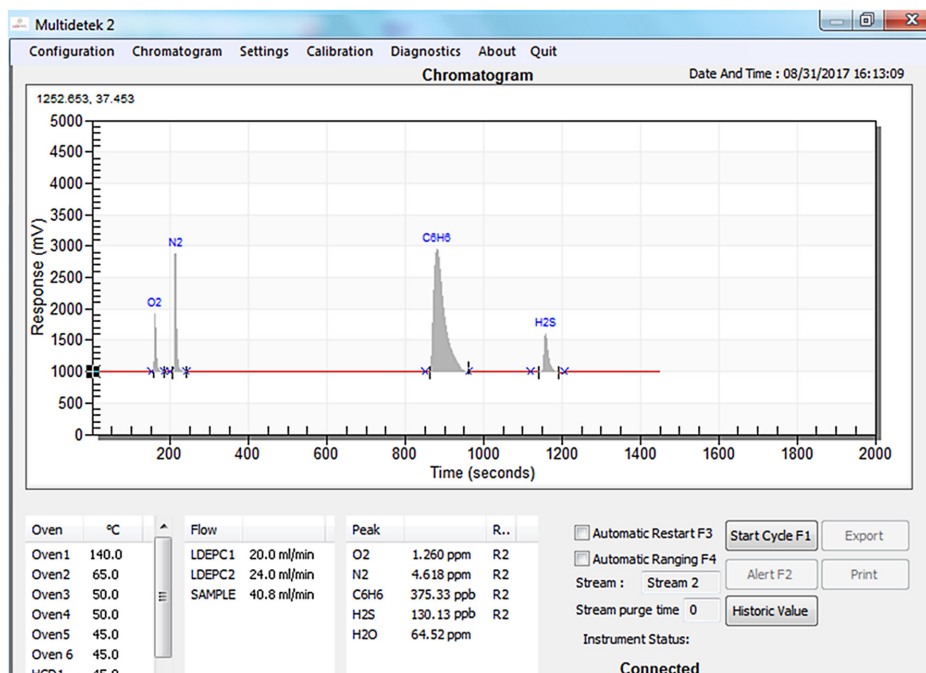 Multidetek 2
Configuration Chromatogram Settings Calibration Diagnostics About Quit
Chromatogram
Date And Time : 08/31/2017 16:13:09
1252.653, 37.453
5000
4500
4000
3500
3000
2500
2000
1500
1000
500
0
Response (mV)
O2
N2
C6H6
H2S
200 400 600 800 1000 1200 1400 1600 1800 2000
Time (seconds)
Oven ºC
Oven1 140.0
Oven2 65.0
Oven3 50.0
Oven4 50.0
Oven5 45.0
Oven 6 45.0
Flow
LDEPC1 20.0 ml/min
LDEPC2 24.0 ml/min
SAMPLE 40.8 ml/min
Peak R..
O2 1.260 ppm R2
N2 4.618 ppm R2
C6H6 375.33 ppb R2
H2S 130.13 ppb R2
H2O 64.52 ppm
Automatic Restart F3
Automatic Ranging F4
Stream : Stream 2
Stream purge time 0
Start Cycle F1 Export
Alert F2 Print
Historic Value
Instrument Status:
Connected